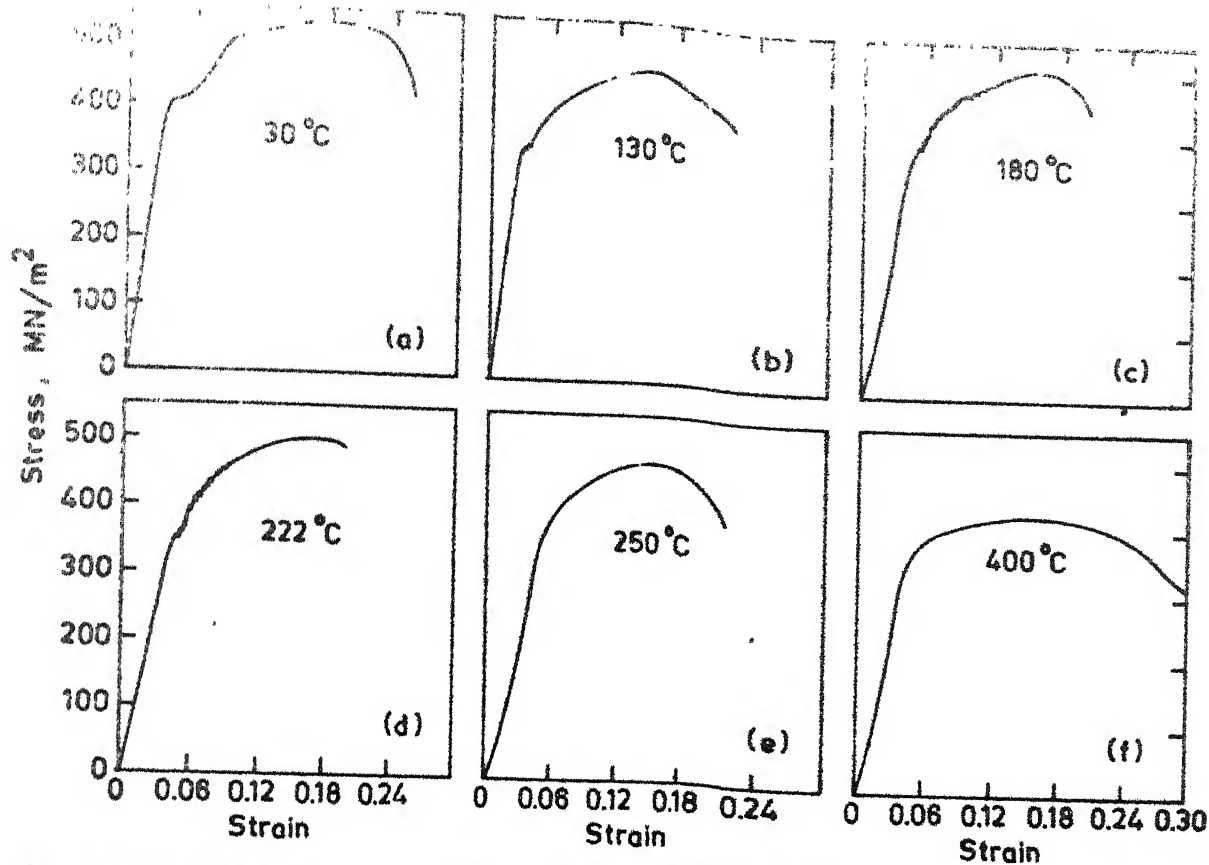 500
400
300
200
100
0
Stress, MN/m²
30 °C
(a)
130 °C
(b)
180 °C
(c)
500
400
300
200
100
0
222 °C
(d)
250 °C
(e)
400 °C
(f)
0 0.06 0.12 0.18 0.24
Strain
0 0.06 0.12 0.18 0.24
Strain
0 0.06 0.12 0.18 0.24 0.30
Strain